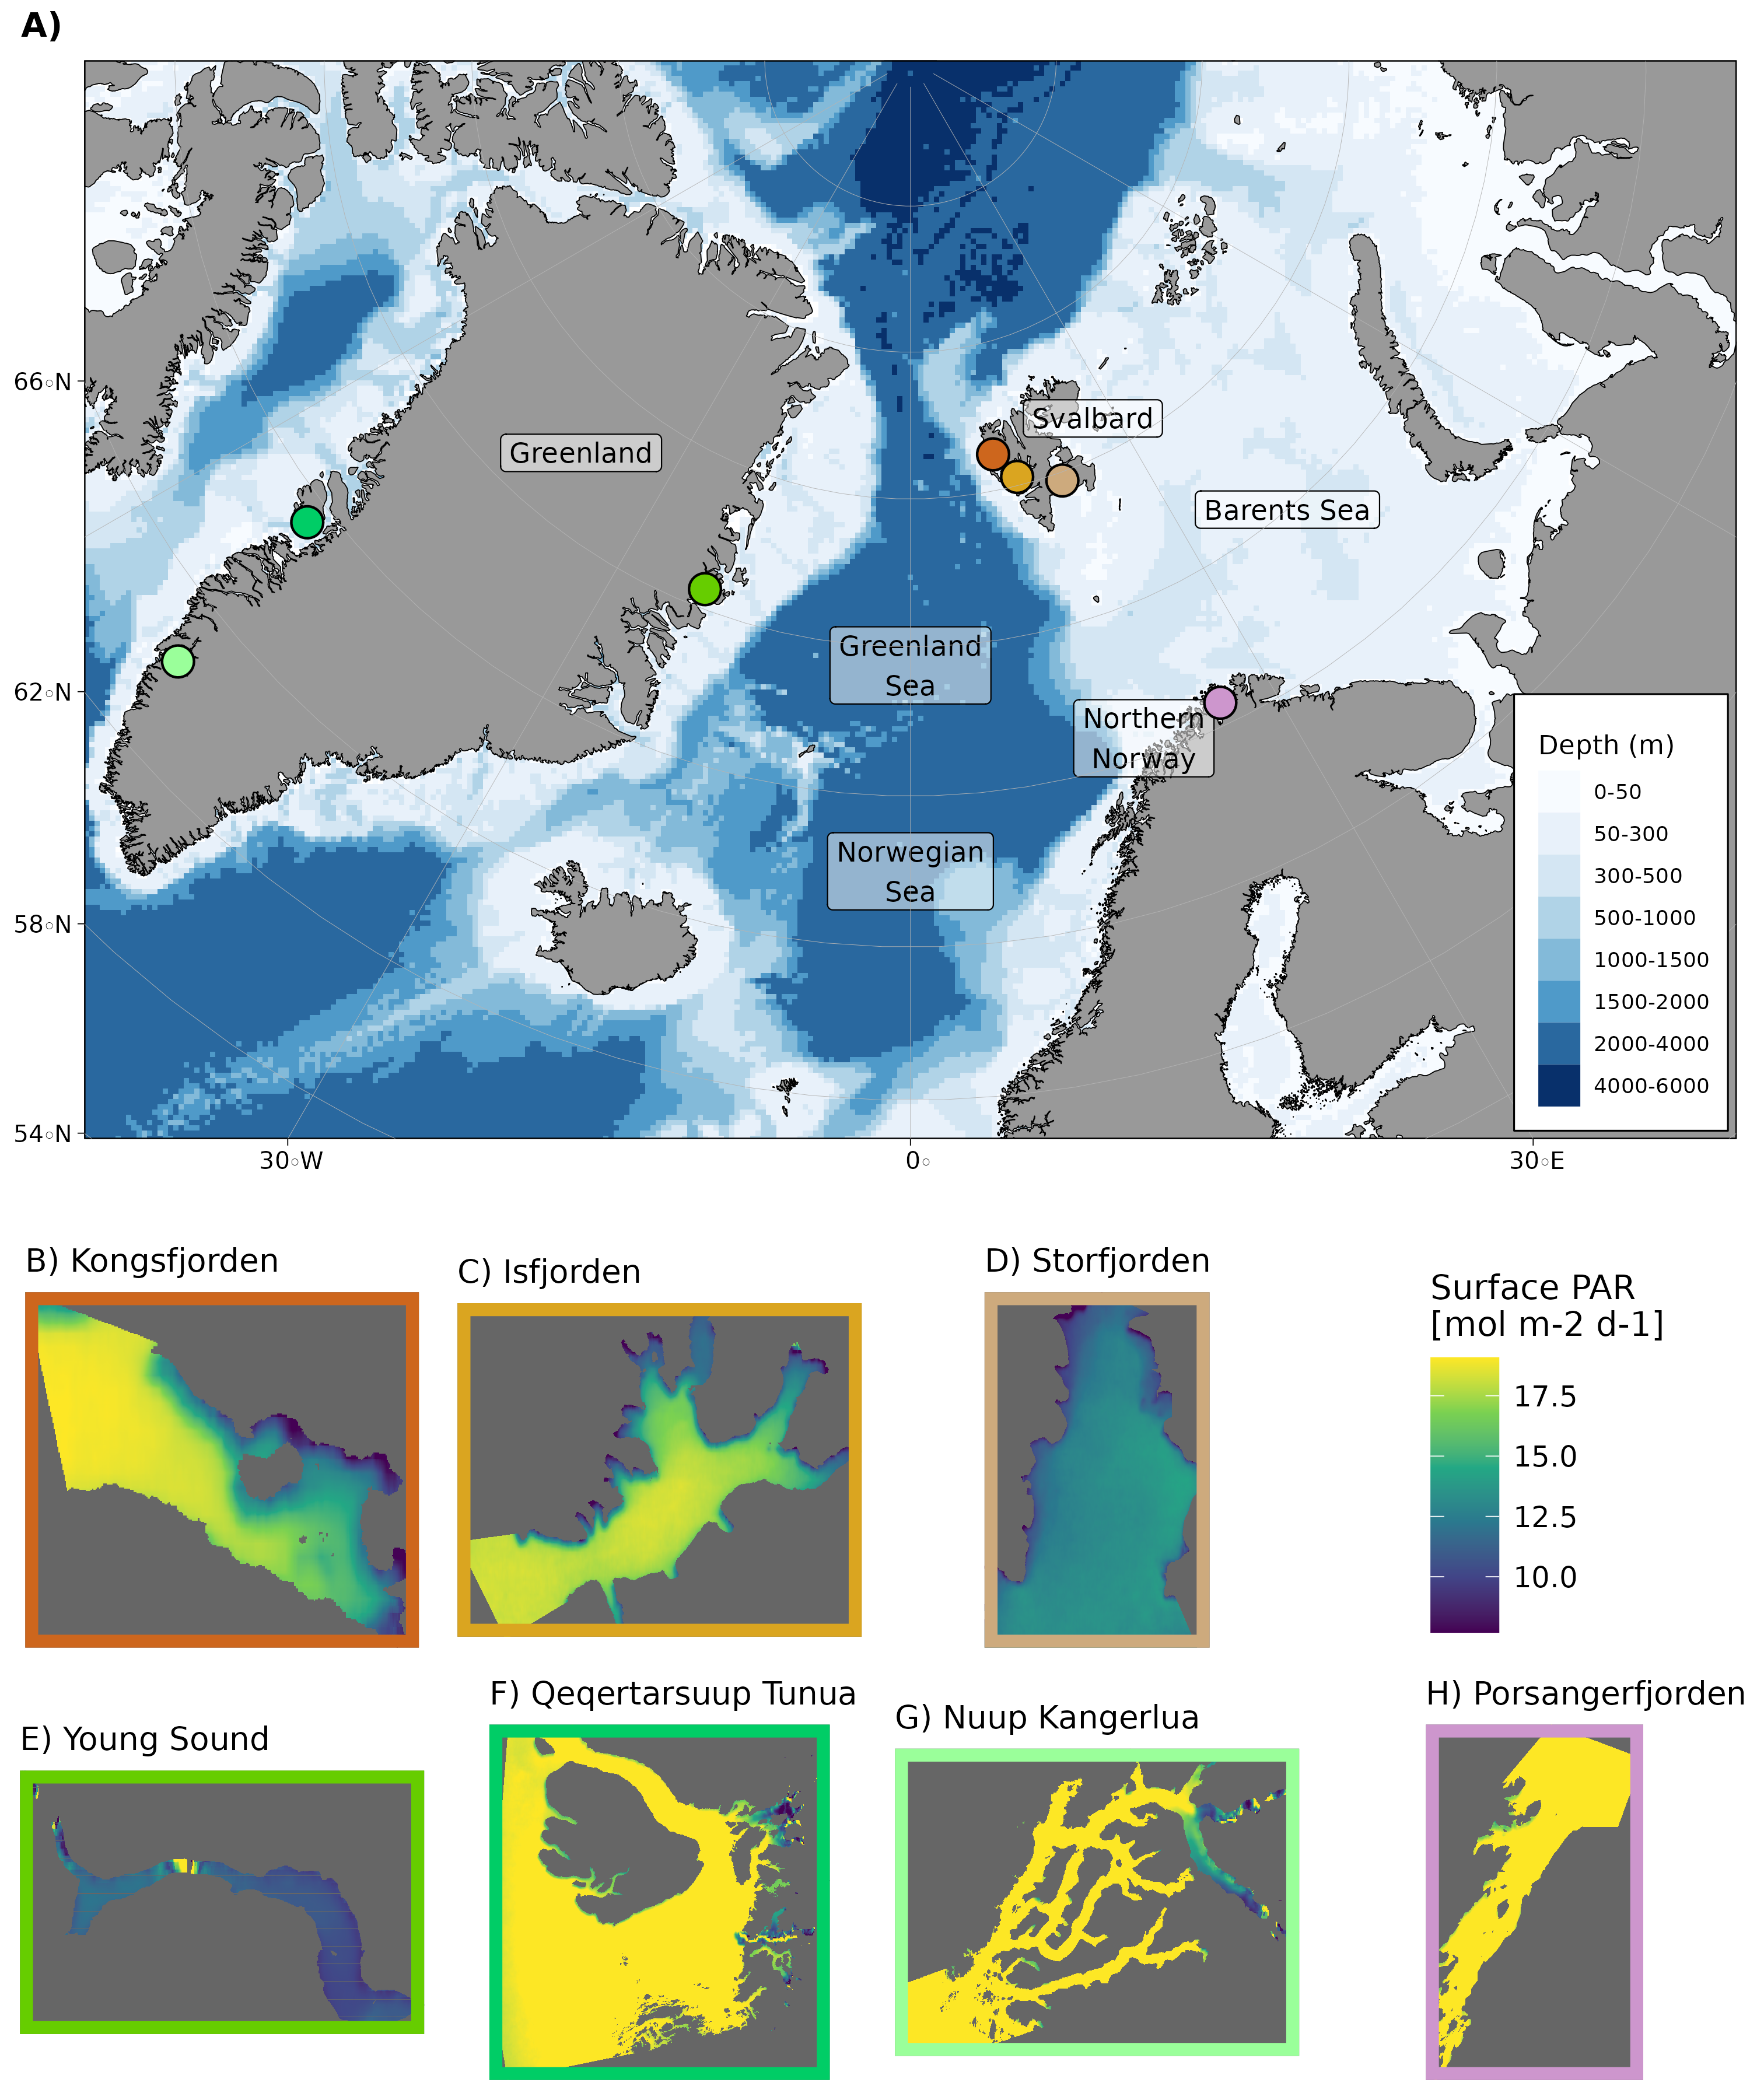 A)
66◦N
62◦N
58◦N
54◦N
30◦W
0◦
30◦E
Greenland
Svalbard
Barents Sea
Greenland
Sea
Northern
Norway
Norwegian
Sea
Depth (m)
0-50
50-300
300-500
500-1000
1000-1500
1500-2000
2000-4000
4000-6000
B) Kongsfjorden
C) Isfjorden
D) Storfjorden
Surface PAR
[mol m-2 d-1]
17.5
15.0
12.5
10.0
E) Young Sound
F) Qeqertarsuup Tunua
G) Nuup Kangerlua
H) Porsangerfjorden